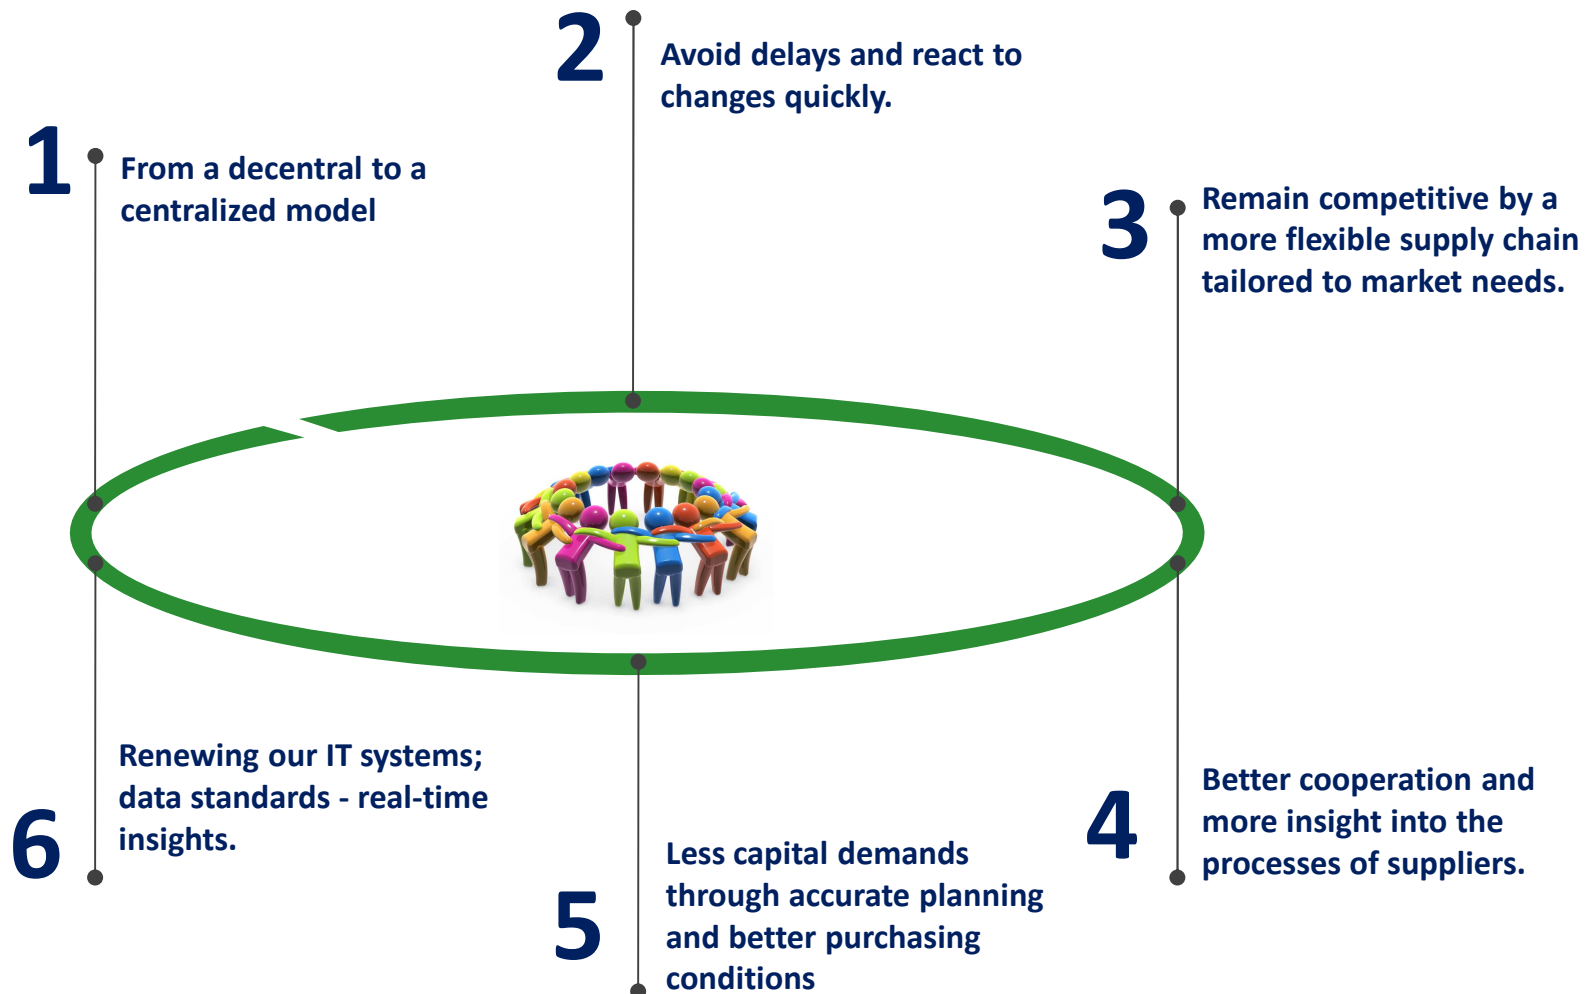 1
From a decentral to a
centralized model
2
Avoid delays and react to
changes quickly.
3
Remain competitive by a
more flexible supply chain
tailored to market needs.
4
Better cooperation and
more insight into the
processes of suppliers.
5
Less capital demands
through accurate planning
and better purchasing
conditions
6
Renewing our IT systems;
data standards - real-time
insights.